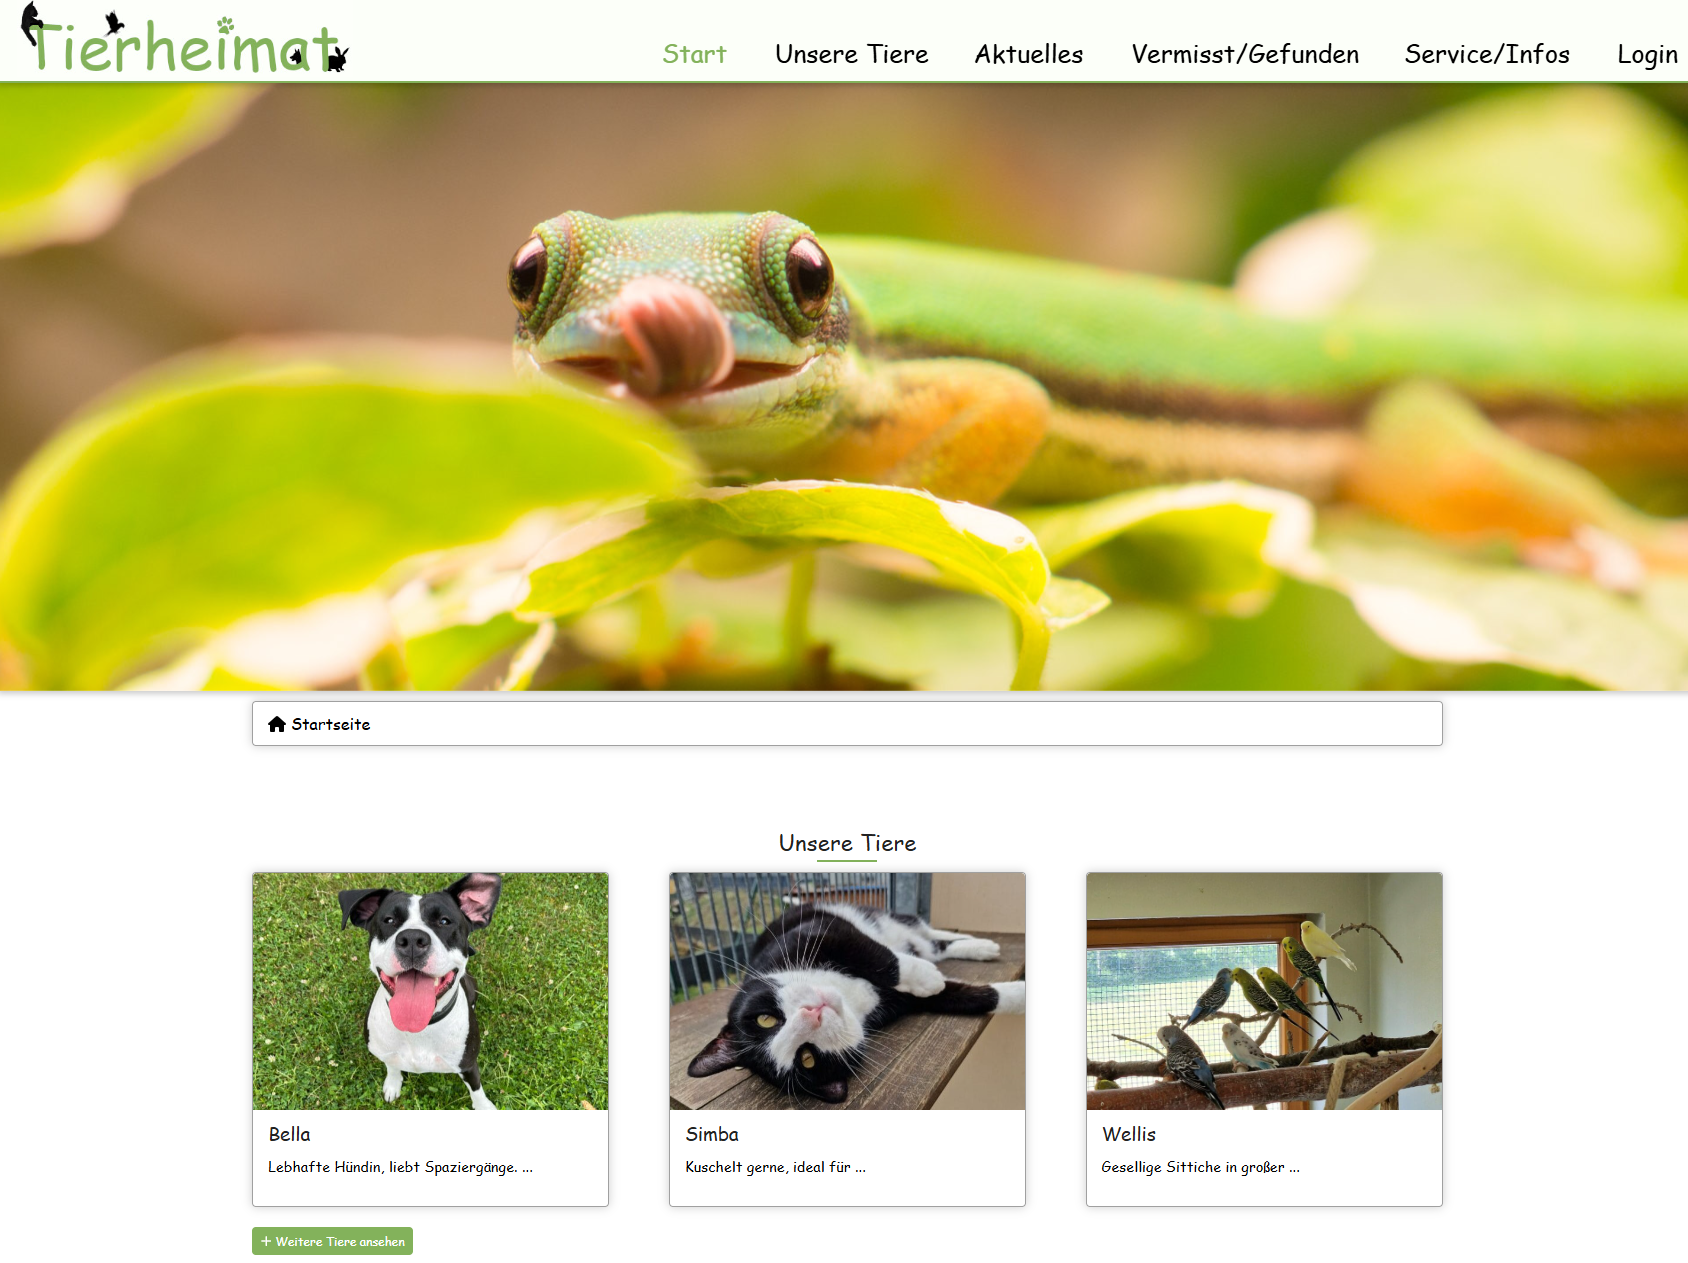 Tierheimat
Start Unsere Tiere Aktuelles Vermisst/Gefunden Service/Infos Login
Startseite
Unsere Tiere
Bella
Lebhafte Hündin, liebt Spaziergänge. ...
Simba
Kuschelt gerne, ideal für ...
Wellis
Gesellige Sittiche in großer ...
+ Weitere Tiere ansehen